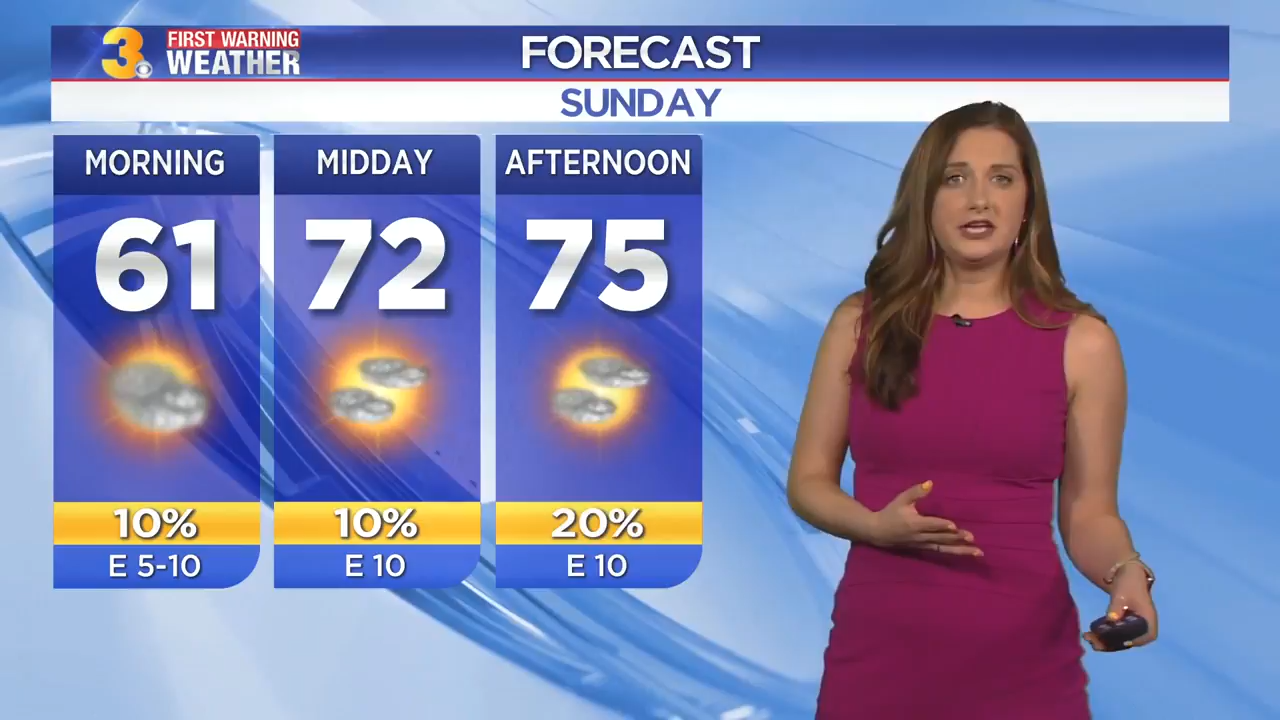 3 FIRST WARNING
WEATHER
FORECAST
SUNDAY
MORNING
61
10%
E 5-10
MIDDAY
72
10%
E 10
AFTERNOON
75
20%
E 10